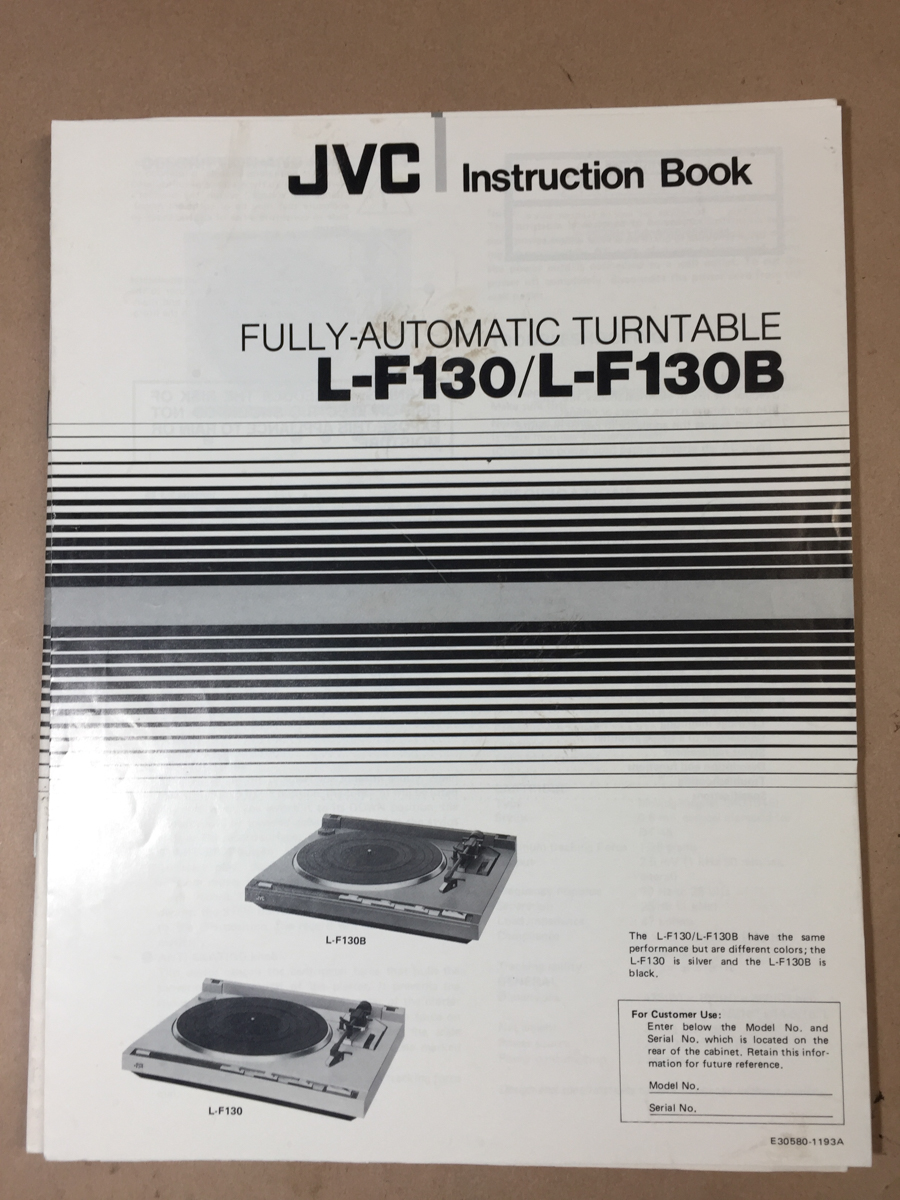 JVC Instruction Book
FULLY-AUTOMATIC TURNTABLE
L-F130/L-F130B
JVC
L-F130B
L-F130
The L-F130/L-F130B have the same
performance but are different colors; the
L-F130 is silver and the L-F130B is
black.
For Customer Use:
Enter below the Model No. and
Serial No. which is located on the
rear of the cabinet. Retain this infor-
mation for future reference.
Model No.
Serial No.
E30580-1193A